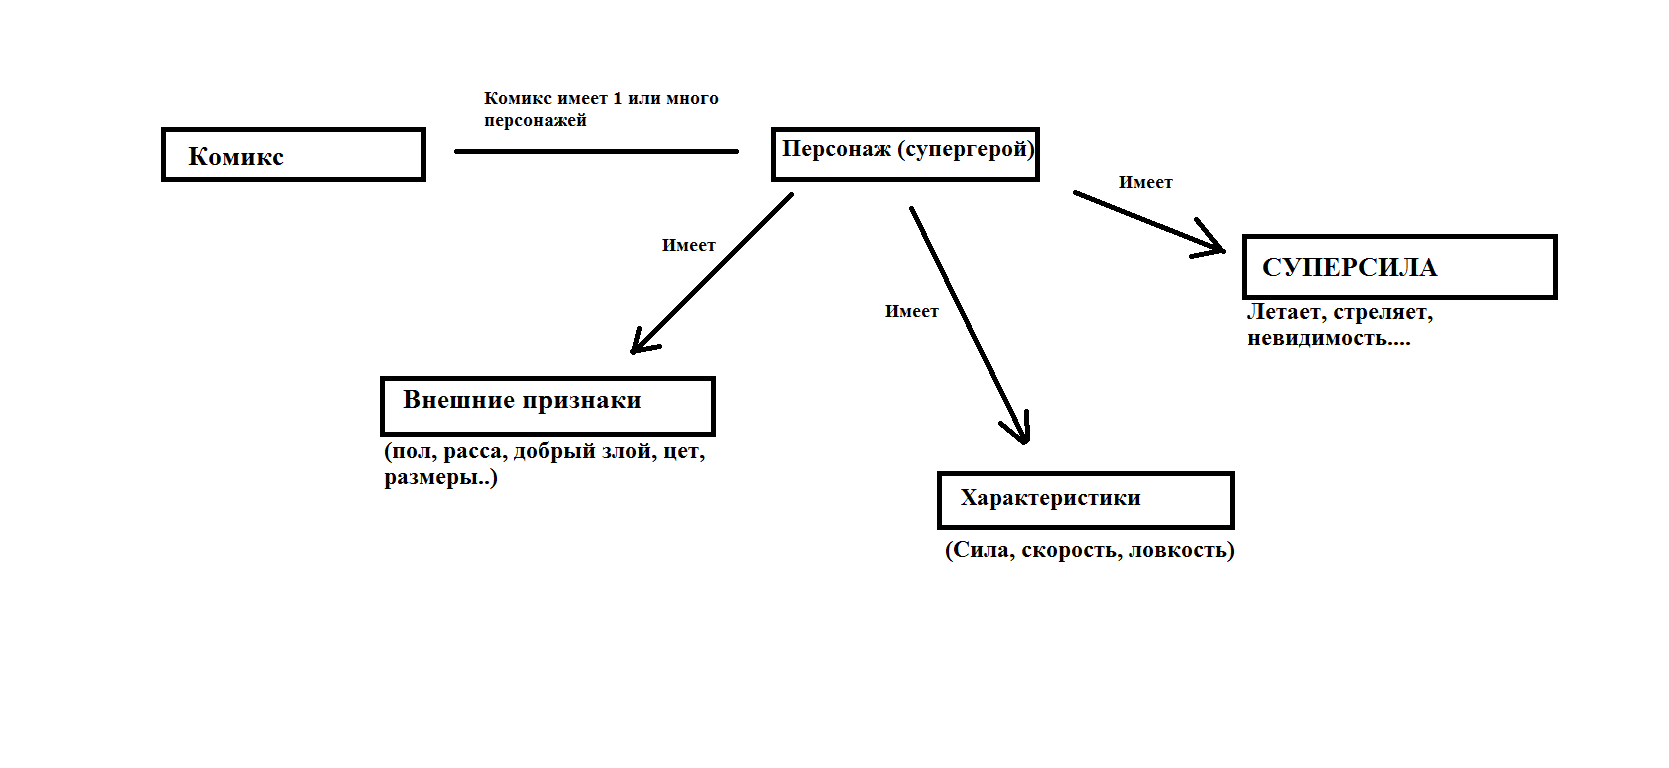 Комикс имеет 1 или много
персонажей
Комикс
Персонаж (супергерой)
Имеет
Имеет
СУПЕРСИЛА
Летает, стреляет,
невидимость....
Имеет
Внешние признаки
(пол, расса, добрый злой, цет,
размеры..)
Характеристики
(Сила, скорость, ловкость)